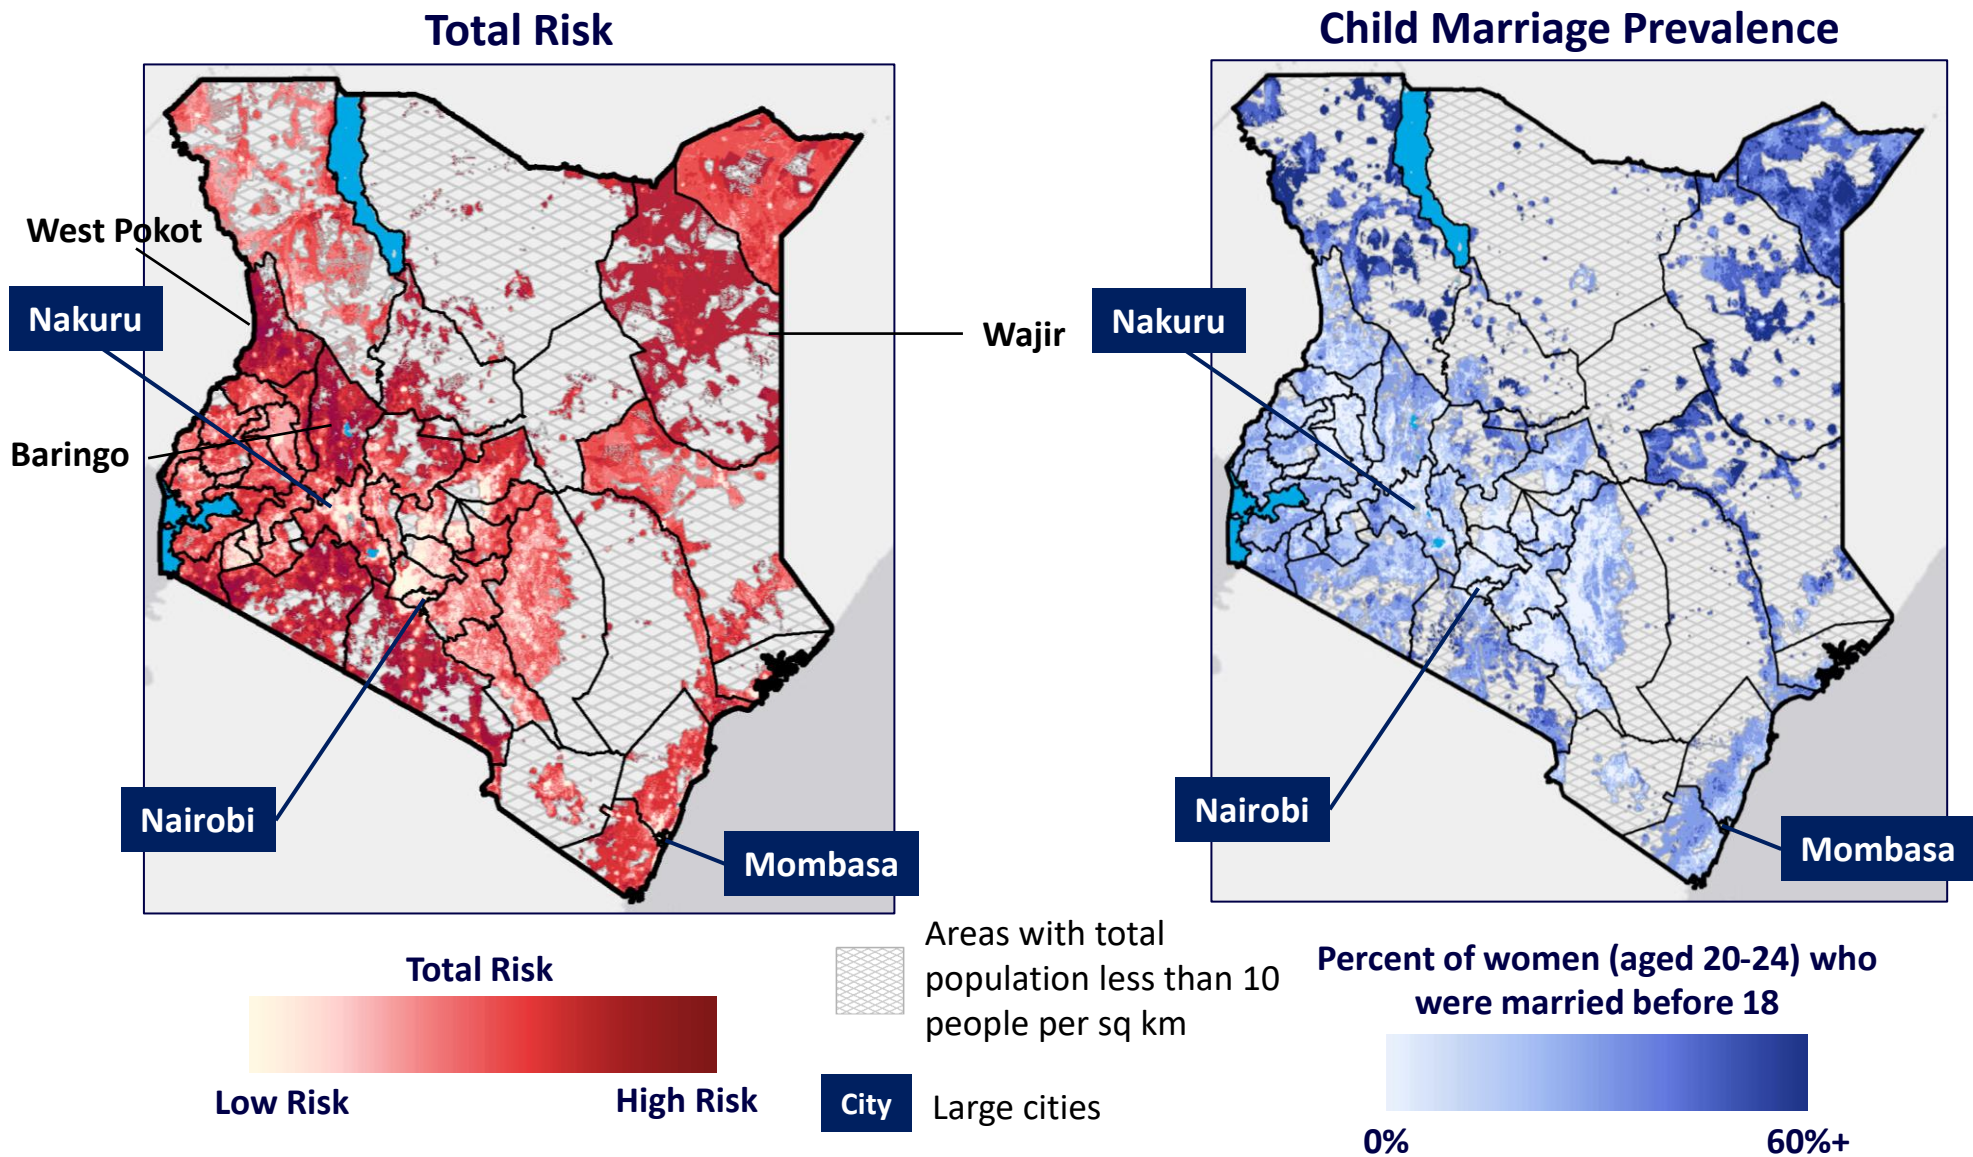 Total Risk
Child Marriage Prevalence
West Pokot
Nakuru
Baringo
Wajir
Nairobi
Mombasa
Nakuru
Nairobi
Mombasa
Total Risk
Low Risk
High Risk
Areas with total
population less than 10
people per sq km
City
Large cities
Percent of women (aged 20-24) who
were married before 18
0%
60%+